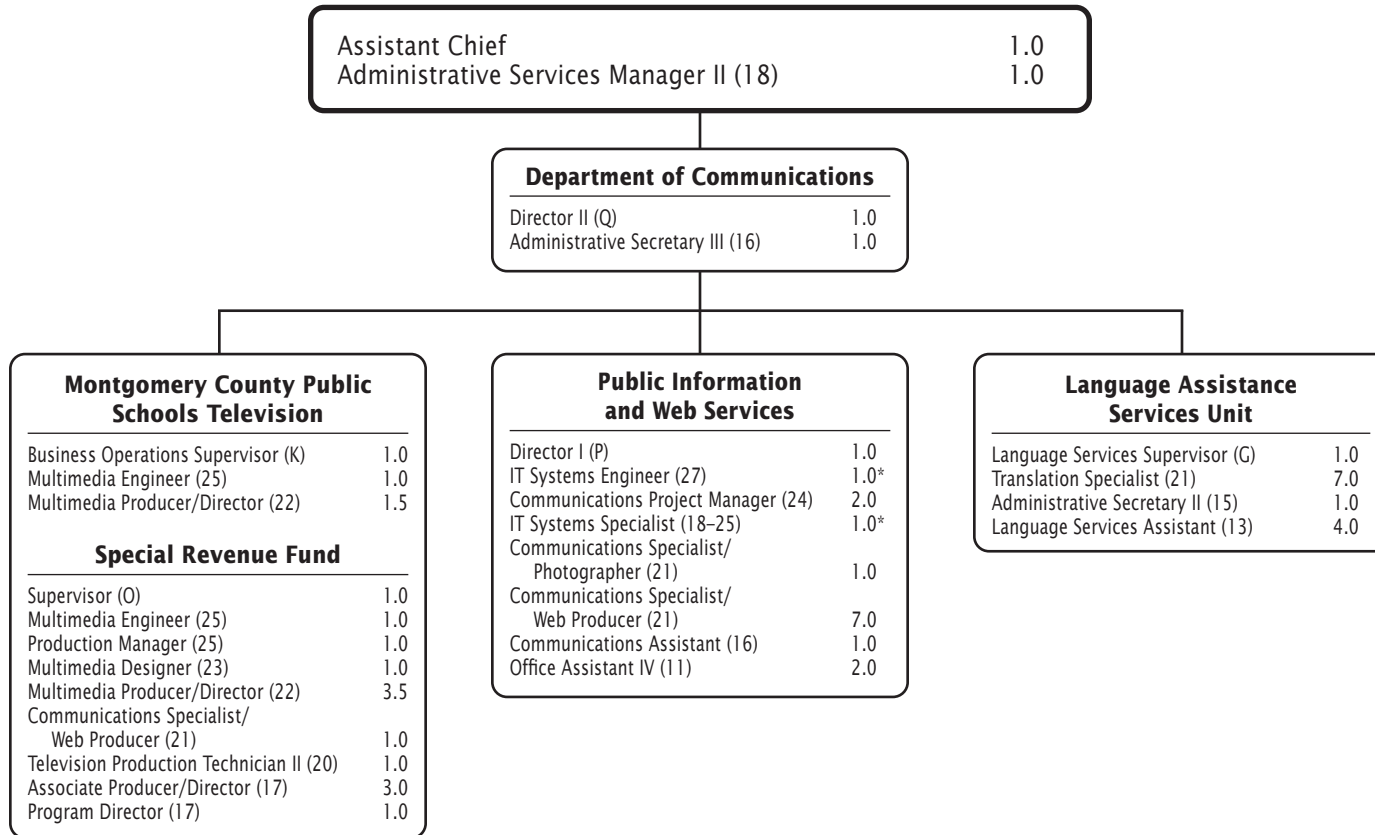 Assistant Chief 1.0
Administrative Services Manager II (18) 1.0
Department of Communications
Director II (Q) 1.0
Administrative Secretary III (16) 1.0
Montgomery County Public
Schools Television
Business Operations Supervisor (K) 1.0
Multimedia Engineer (25) 1.0
Multimedia Producer/Director (22) 1.5
Special Revenue Fund
Supervisor (O) 1.0
Multimedia Engineer (25) 1.0
Production Manager (25) 1.0
Multimedia Designer (23) 1.0
Multimedia Producer/Director (22) 3.5
Communications Specialist/
Web Producer (21) 1.0
Television Production Technician II (20) 1.0
Associate Producer/Director (17) 3.0
Program Director (17) 1.0
Public Information
and Web Services
Director I (P) 1.0
IT Systems Engineer (27) 1.0*
Communications Project Manager (24) 2.0
IT Systems Specialist (18–25) 1.0*
Communications Specialist/
Photographer (21) 1.0
Communications Specialist/
Web Producer (21) 7.0
Communications Assistant (16) 1.0
Office Assistant IV (11) 2.0
Language Assistance
Services Unit
Language Services Supervisor (G) 1.0
Translation Specialist (21) 7.0
Administrative Secretary II (15) 1.0
Language Services Assistant (13) 4.0